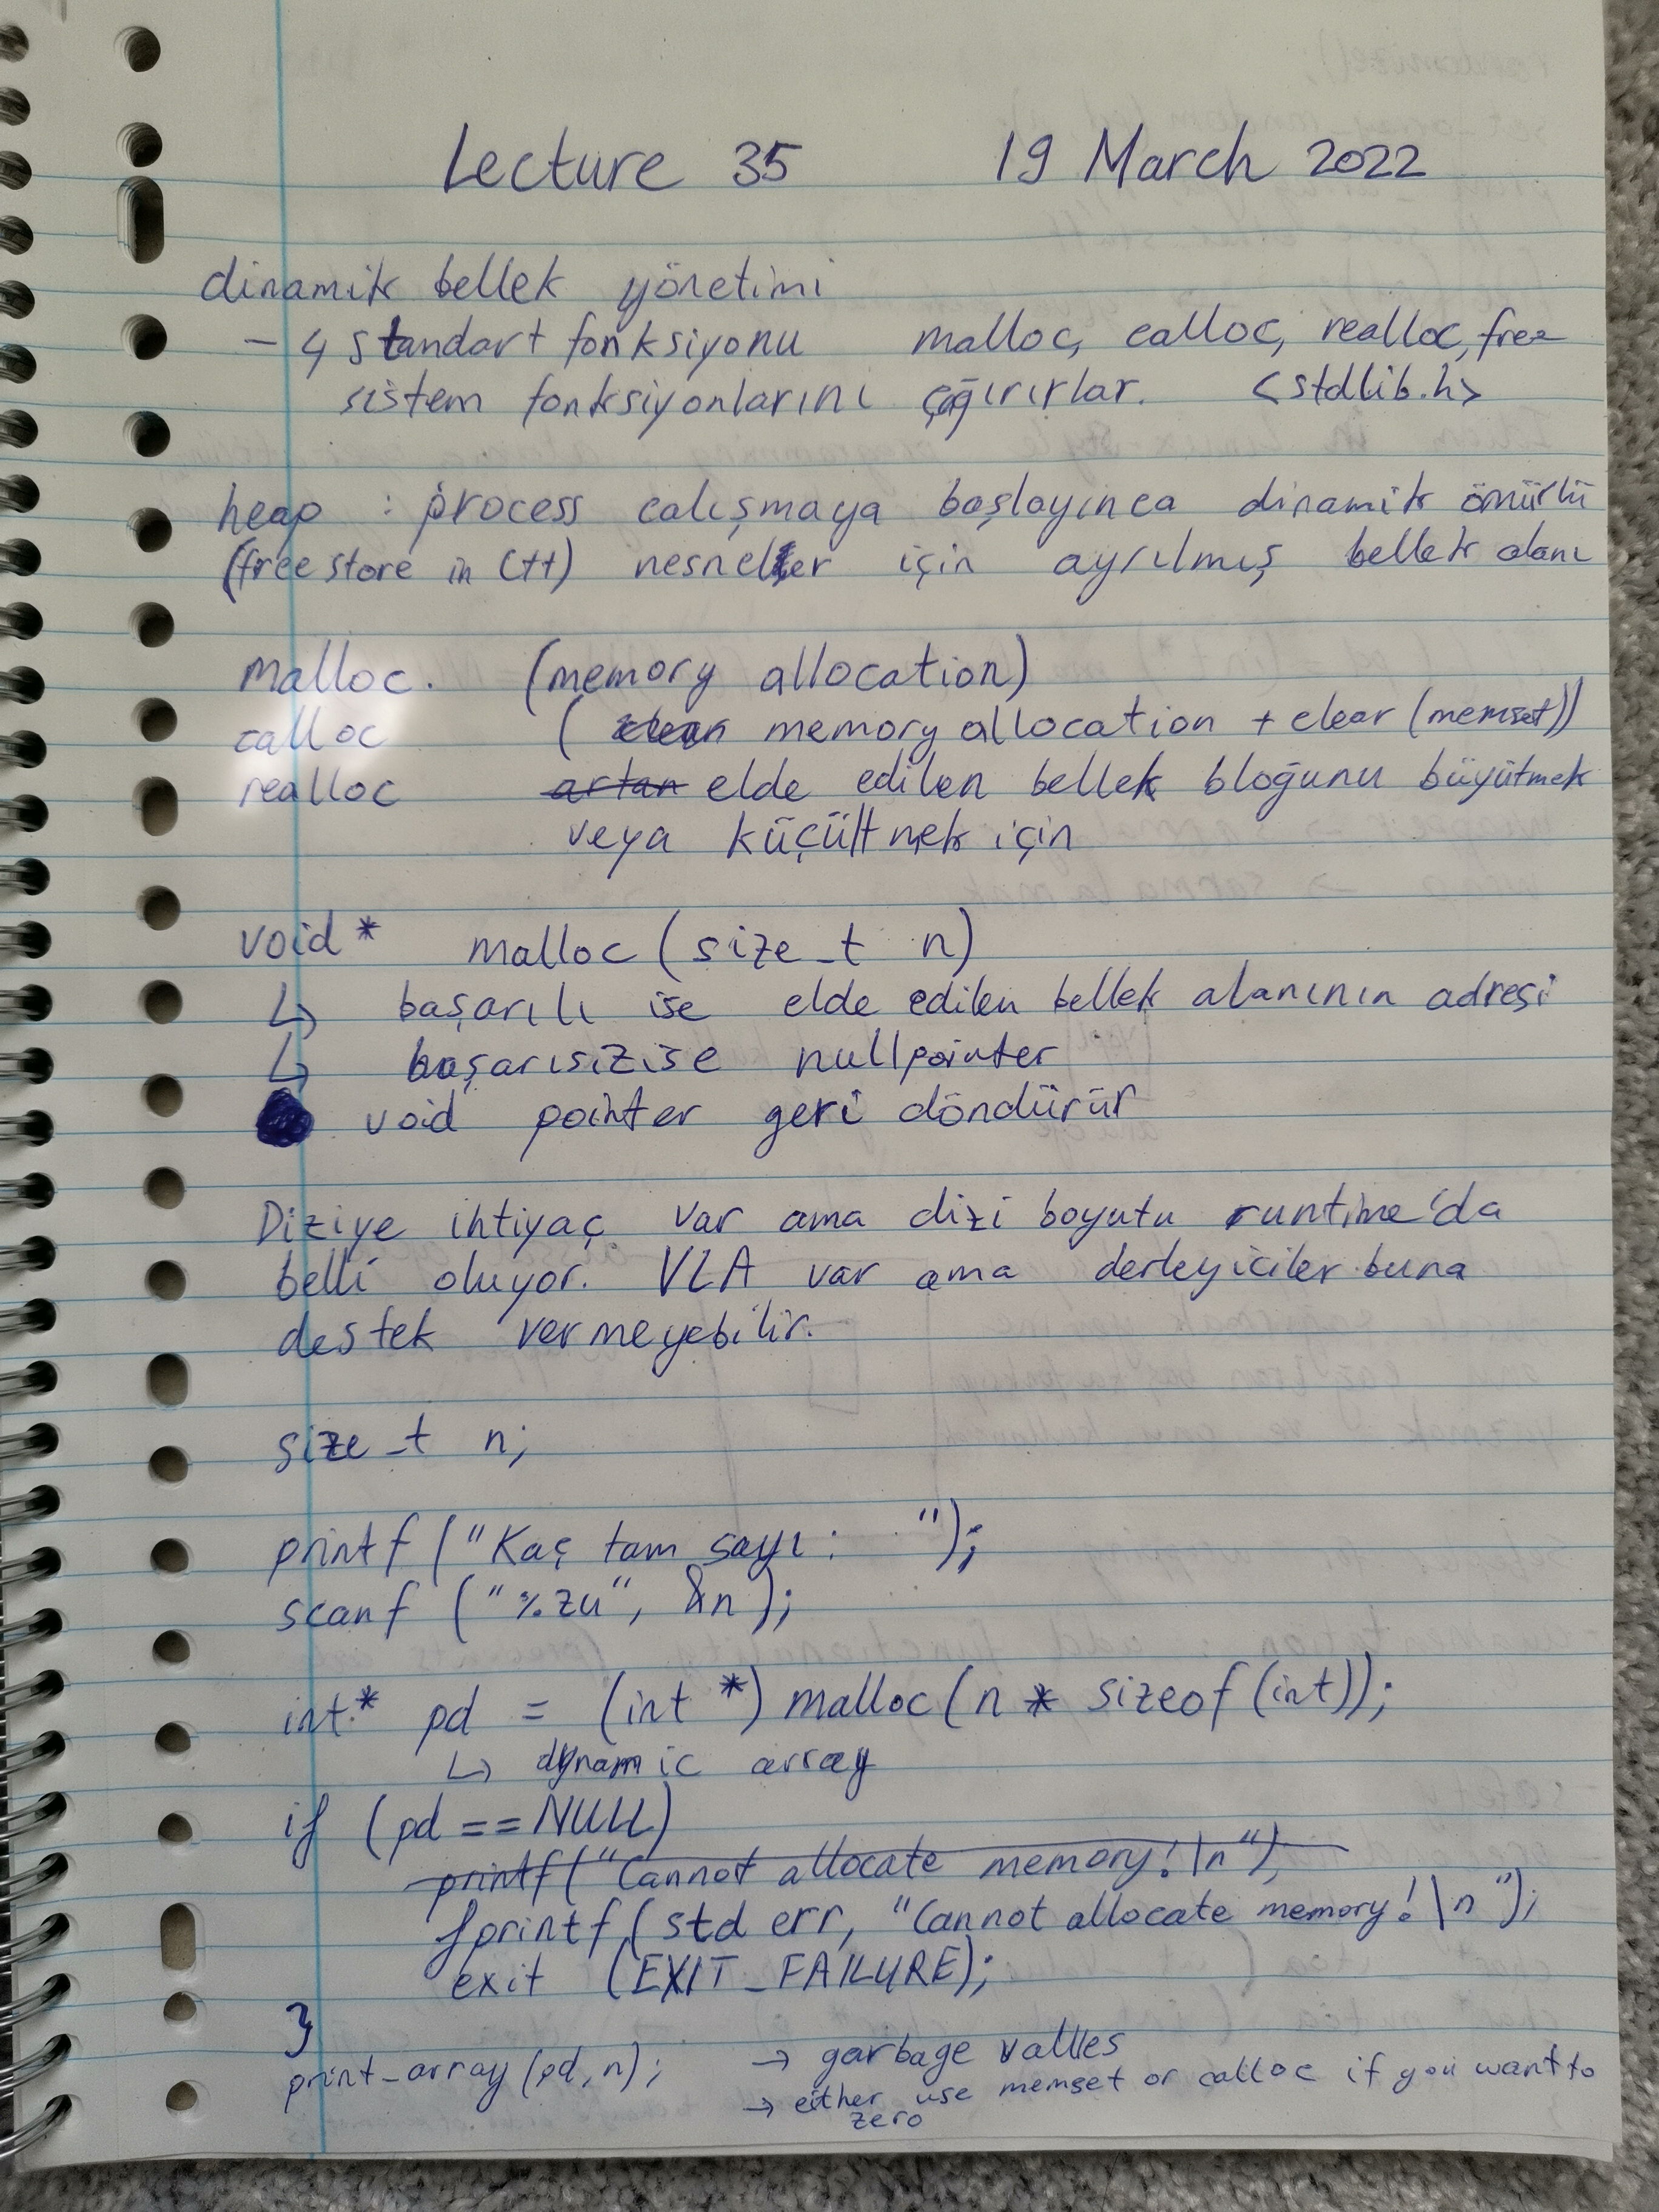 Lecture 35 19 March 2022
dinamik bellek yönetimi
- 4 standart fonksiyonu malloc, calloc, realloc, free
sistem fonksiyonlarını çağırırlar. <stdlib.h>
heap : process calışmaya başlayınca dinamik ömürlü
(free store in C++) nesneler için ayrılmış bellek alanı
malloc. (memory allocation)
calloc ( clean memory allocation + clear (memset))
realloc artan elde edilen bellek bloğunu büyütmek
veya küçültmek için
void* malloc (size_t n)
↳ başarılı ise elde edilen bellek alanının adresi
↳ başarısızise nullpointer
void pointer geri döndürür
Diziye ihtiyaç var ama dizi boyutu runtime'da
belli oluyor. VLA var ama derleyiciler buna
destek vermeyebilir.
size_t n;
printf ("Kaç tam sayı : ");
scanf ("%zu", &n);
int* pd = (int *) malloc (n * sizeof (int));
↳ dynamic array
if (pd == NULL)
printf ("Cannot allocate memory! \n");
fprintf (std err, "Cannot allocate memory! \n");
exit (EXIT_FAILURE);
}
print_array (pd, n); → garbage values
→ either use memset or calloc if you want to
zero